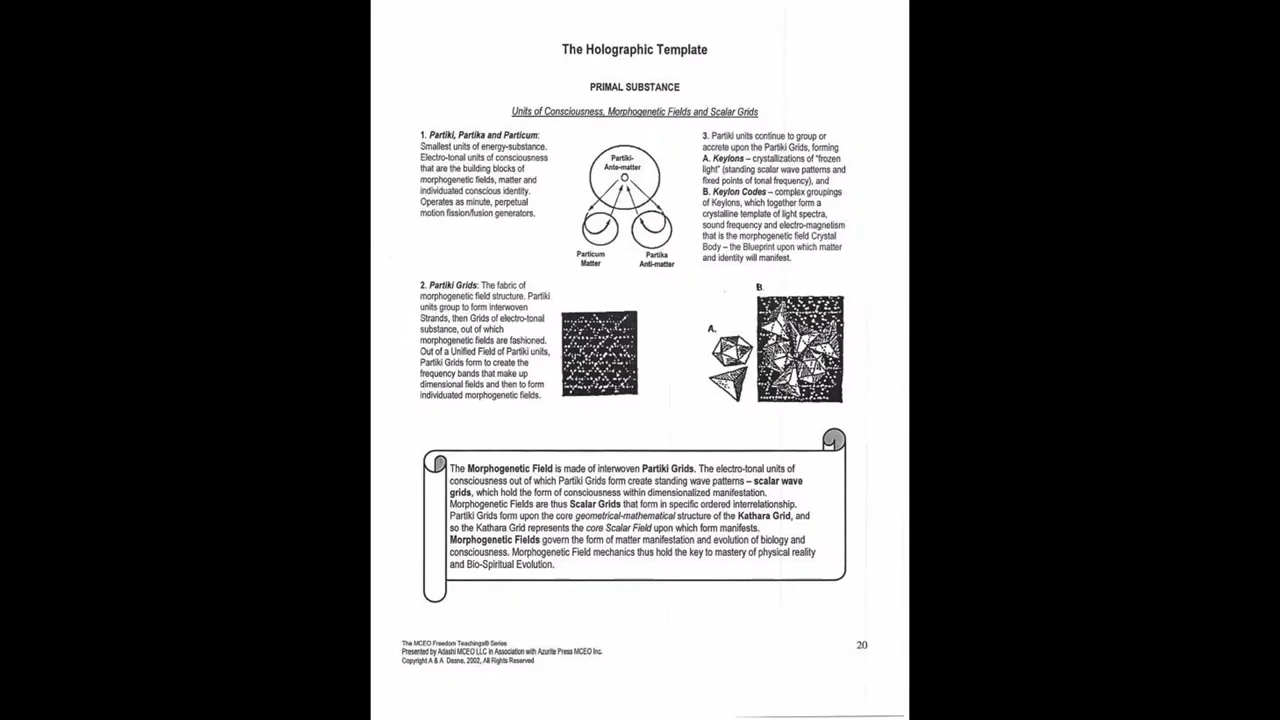 The Holographic Template
PRIMAL SUBSTANCE
Units of Consciousness, Morphogenetic Fields and Scalar Grids
1. Partiki, Partika and Particum:
Smallest units of energy-substance.
Electro-tonal units of consciousness
that are the building blocks of
morphogenetic fields, matter and
individuated conscious identity.
Operates as minute, perpetual
motion fission/fusion generators.
Partiki-
Ante-matter
Particum
Matter
Partika
Anti-matter
3. Partiki units continue to group or
accrete upon the Partiki Grids, forming
A. Keylons – crystallizations of "frozen
light" (standing scalar wave patterns and
fixed points of tonal frequency), and
B. Keylon Codes – complex groupings
of Keylons, which together form a
crystalline template of light spectra,
sound frequency and electro-magnetism
that is the morphogenetic field Crystal
Body – the Blueprint upon which matter
and identity will manifest.
2. Partiki Grids: The fabric of
morphogenetic field structure. Partiki
units group to form interwoven
Strands, then Grids of electro-tonal
substance, out of which
morphogenetic fields are fashioned.
Out of a Unified Field of Partiki units,
Partiki Grids form to create the
frequency bands that make up
dimensional fields and then to form
individuated morphogenetic fields.
A.
B.
The Morphogenetic Field is made of interwoven Partiki Grids. The electro-tonal units of
consciousness out of which Partiki Grids form create standing wave patterns – scalar wave
grids, which hold the form of consciousness within dimensionalized manifestation.
Morphogenetic Fields are thus Scalar Grids that form in specific ordered interrelationship.
Partiki Grids form upon the core geometrical-mathematical structure of the Kathara Grid, and
so the Kathara Grid represents the core Scalar Field upon which form manifests.
Morphogenetic Fields govern the form of matter manifestation and evolution of biology and
consciousness. Morphogenetic Field mechanics thus hold the key to mastery of physical reality
and Bio-Spiritual Evolution.
The MCEO Freedom Teachings® Series
Presented by Adashi MCEO LLC in Association with Azurite Press MCEO Inc.
Copyright A & A Deane, 2002, All Rights Reserved
20